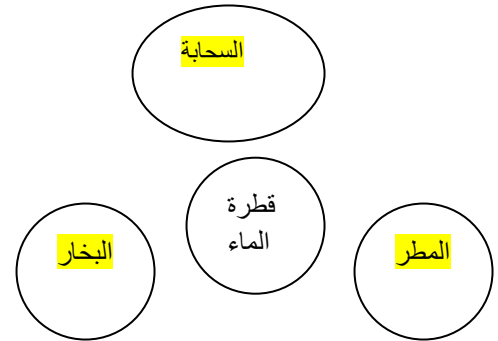 السحابة
قطرة
الماء
المطر
البخار